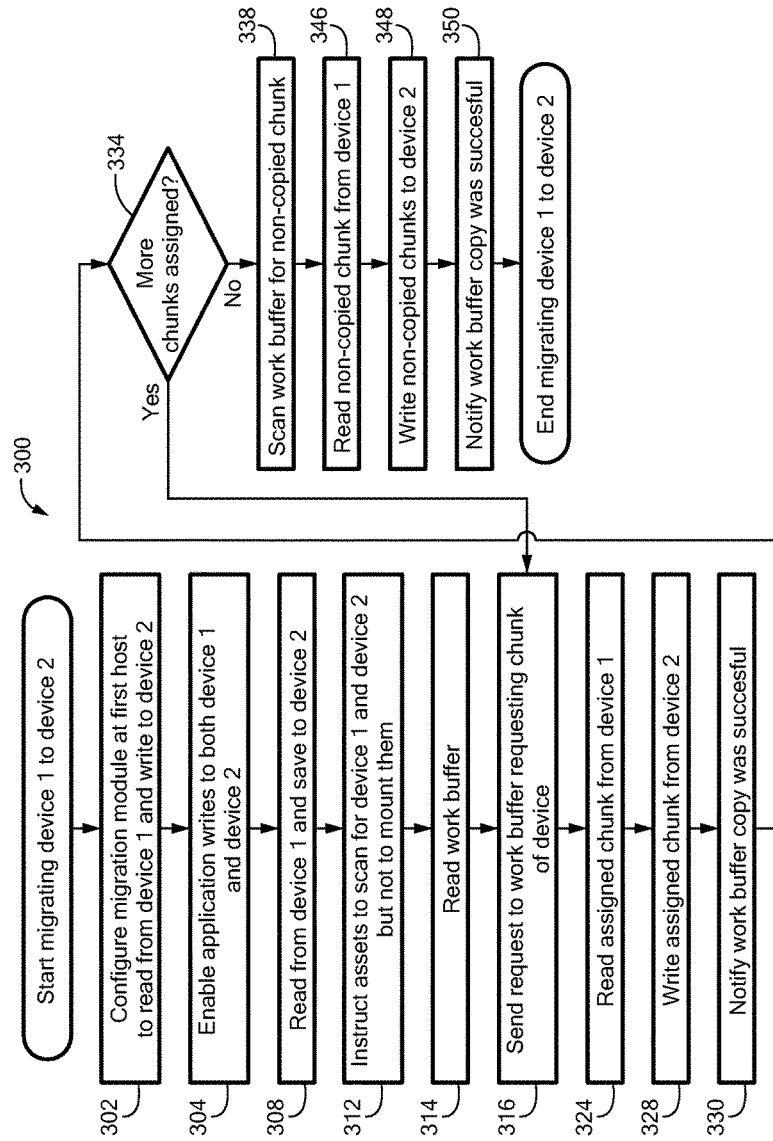 300
Start migrating device 1 to device 2
302
Configure migration module at first host
to read from device 1 and write to device 2
304
Enable application writes to both device 1
and device 2
308
Read from device 1 and save to device 2
312
Instruct assets to scan for device 1 and device 2
but not to mount them
314
Read work buffer
316
Send request to work buffer requesting chunk
of device
324
Read assigned chunk from device 1
328
Write assigned chunk from device 2
330
Notify work buffer copy was succesful
334
More
chunks assigned?
Yes
No
338
Scan work buffer for non-copied chunk
346
Read non-copied chunk from device 1
348
Write non-copied chunks to device 2
350
Notify work buffer copy was succesful
End migrating device 1 to device 2